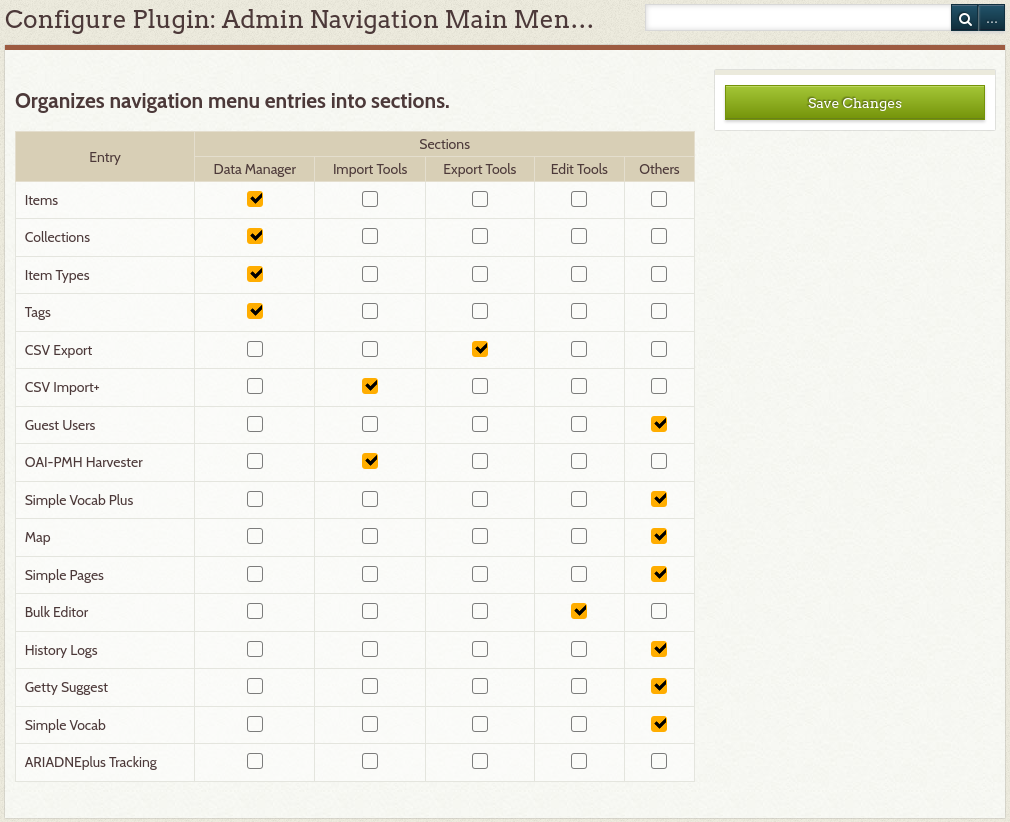 Configure Plugin: Admin Navigation Main Men...
...
Organizes navigation menu entries into sections.
Save Changes
Entry
Sections
Data Manager Import Tools Export Tools Edit Tools Others
Items
Collections
Item Types
Tags
CSV Export
CSV Import+
Guest Users
OAI-PMH Harvester
Simple Vocab Plus
Map
Simple Pages
Bulk Editor
History Logs
Getty Suggest
Simple Vocab
ARIADNEplus Tracking